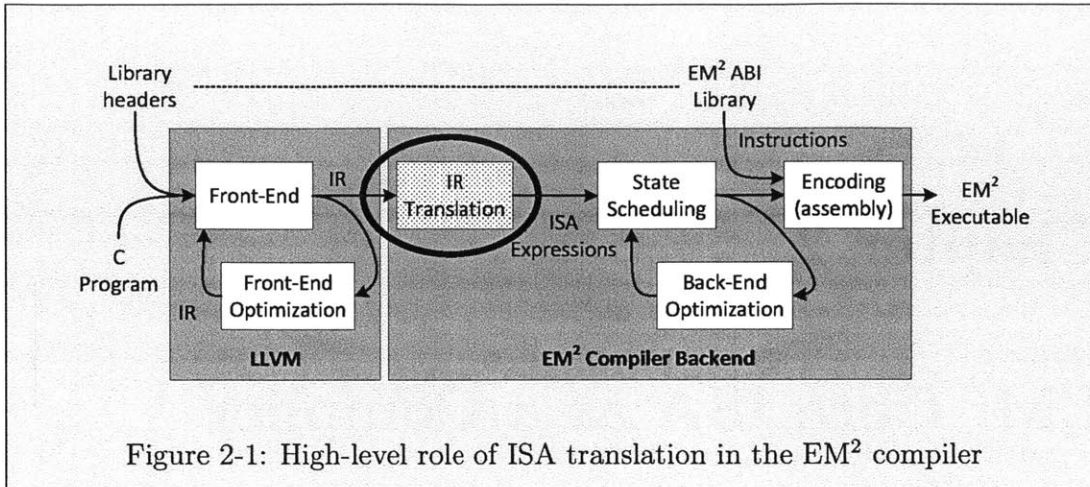 Library
headers
EM² ABI
Library
Instructions
Front-End
IR
IR
Translation
ISA
Expressions
State
Scheduling
Encoding
(assembly)
EM²
Executable
C
Program
IR
Front-End
Optimization
Back-End
Optimization
LLVM
EM² Compiler Backend
Figure 2-1: High-level role of ISA translation in the EM² compiler